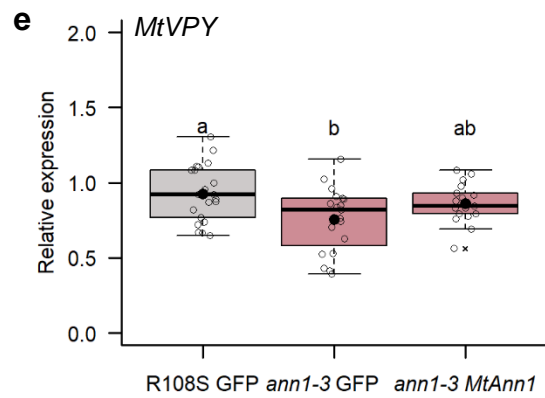 e
MtVPY
2.0
a
b
ab
1.5
1.0
0.5
0.0
Relative expression
R108S GFP ann1-3 GFP ann1-3 MtAnn1